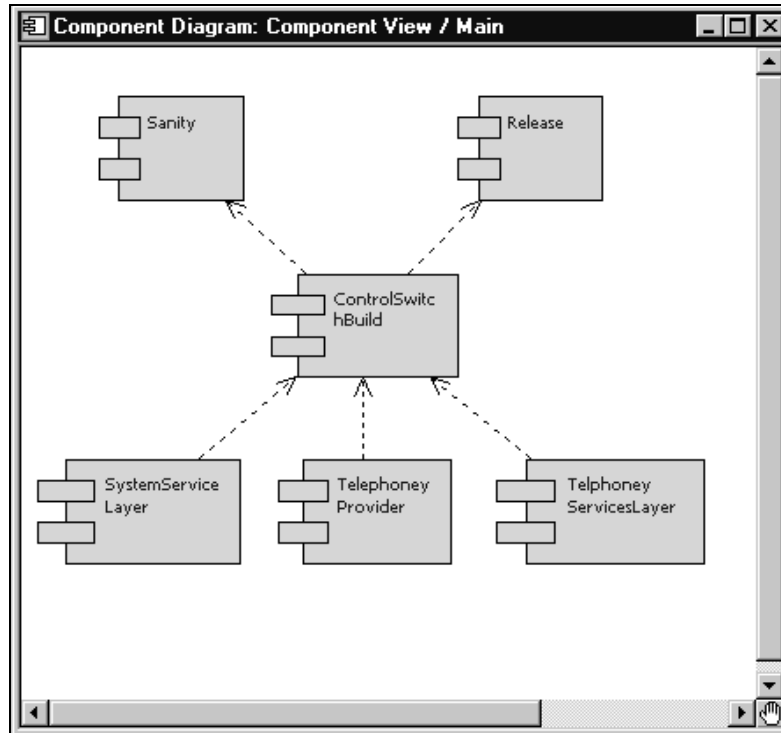 Component Diagram: Component View / Main
Sanity
Release
ControlSwitc
hBuild
SystemService
Layer
Telephoney
Provider
Telphoney
ServicesLayer